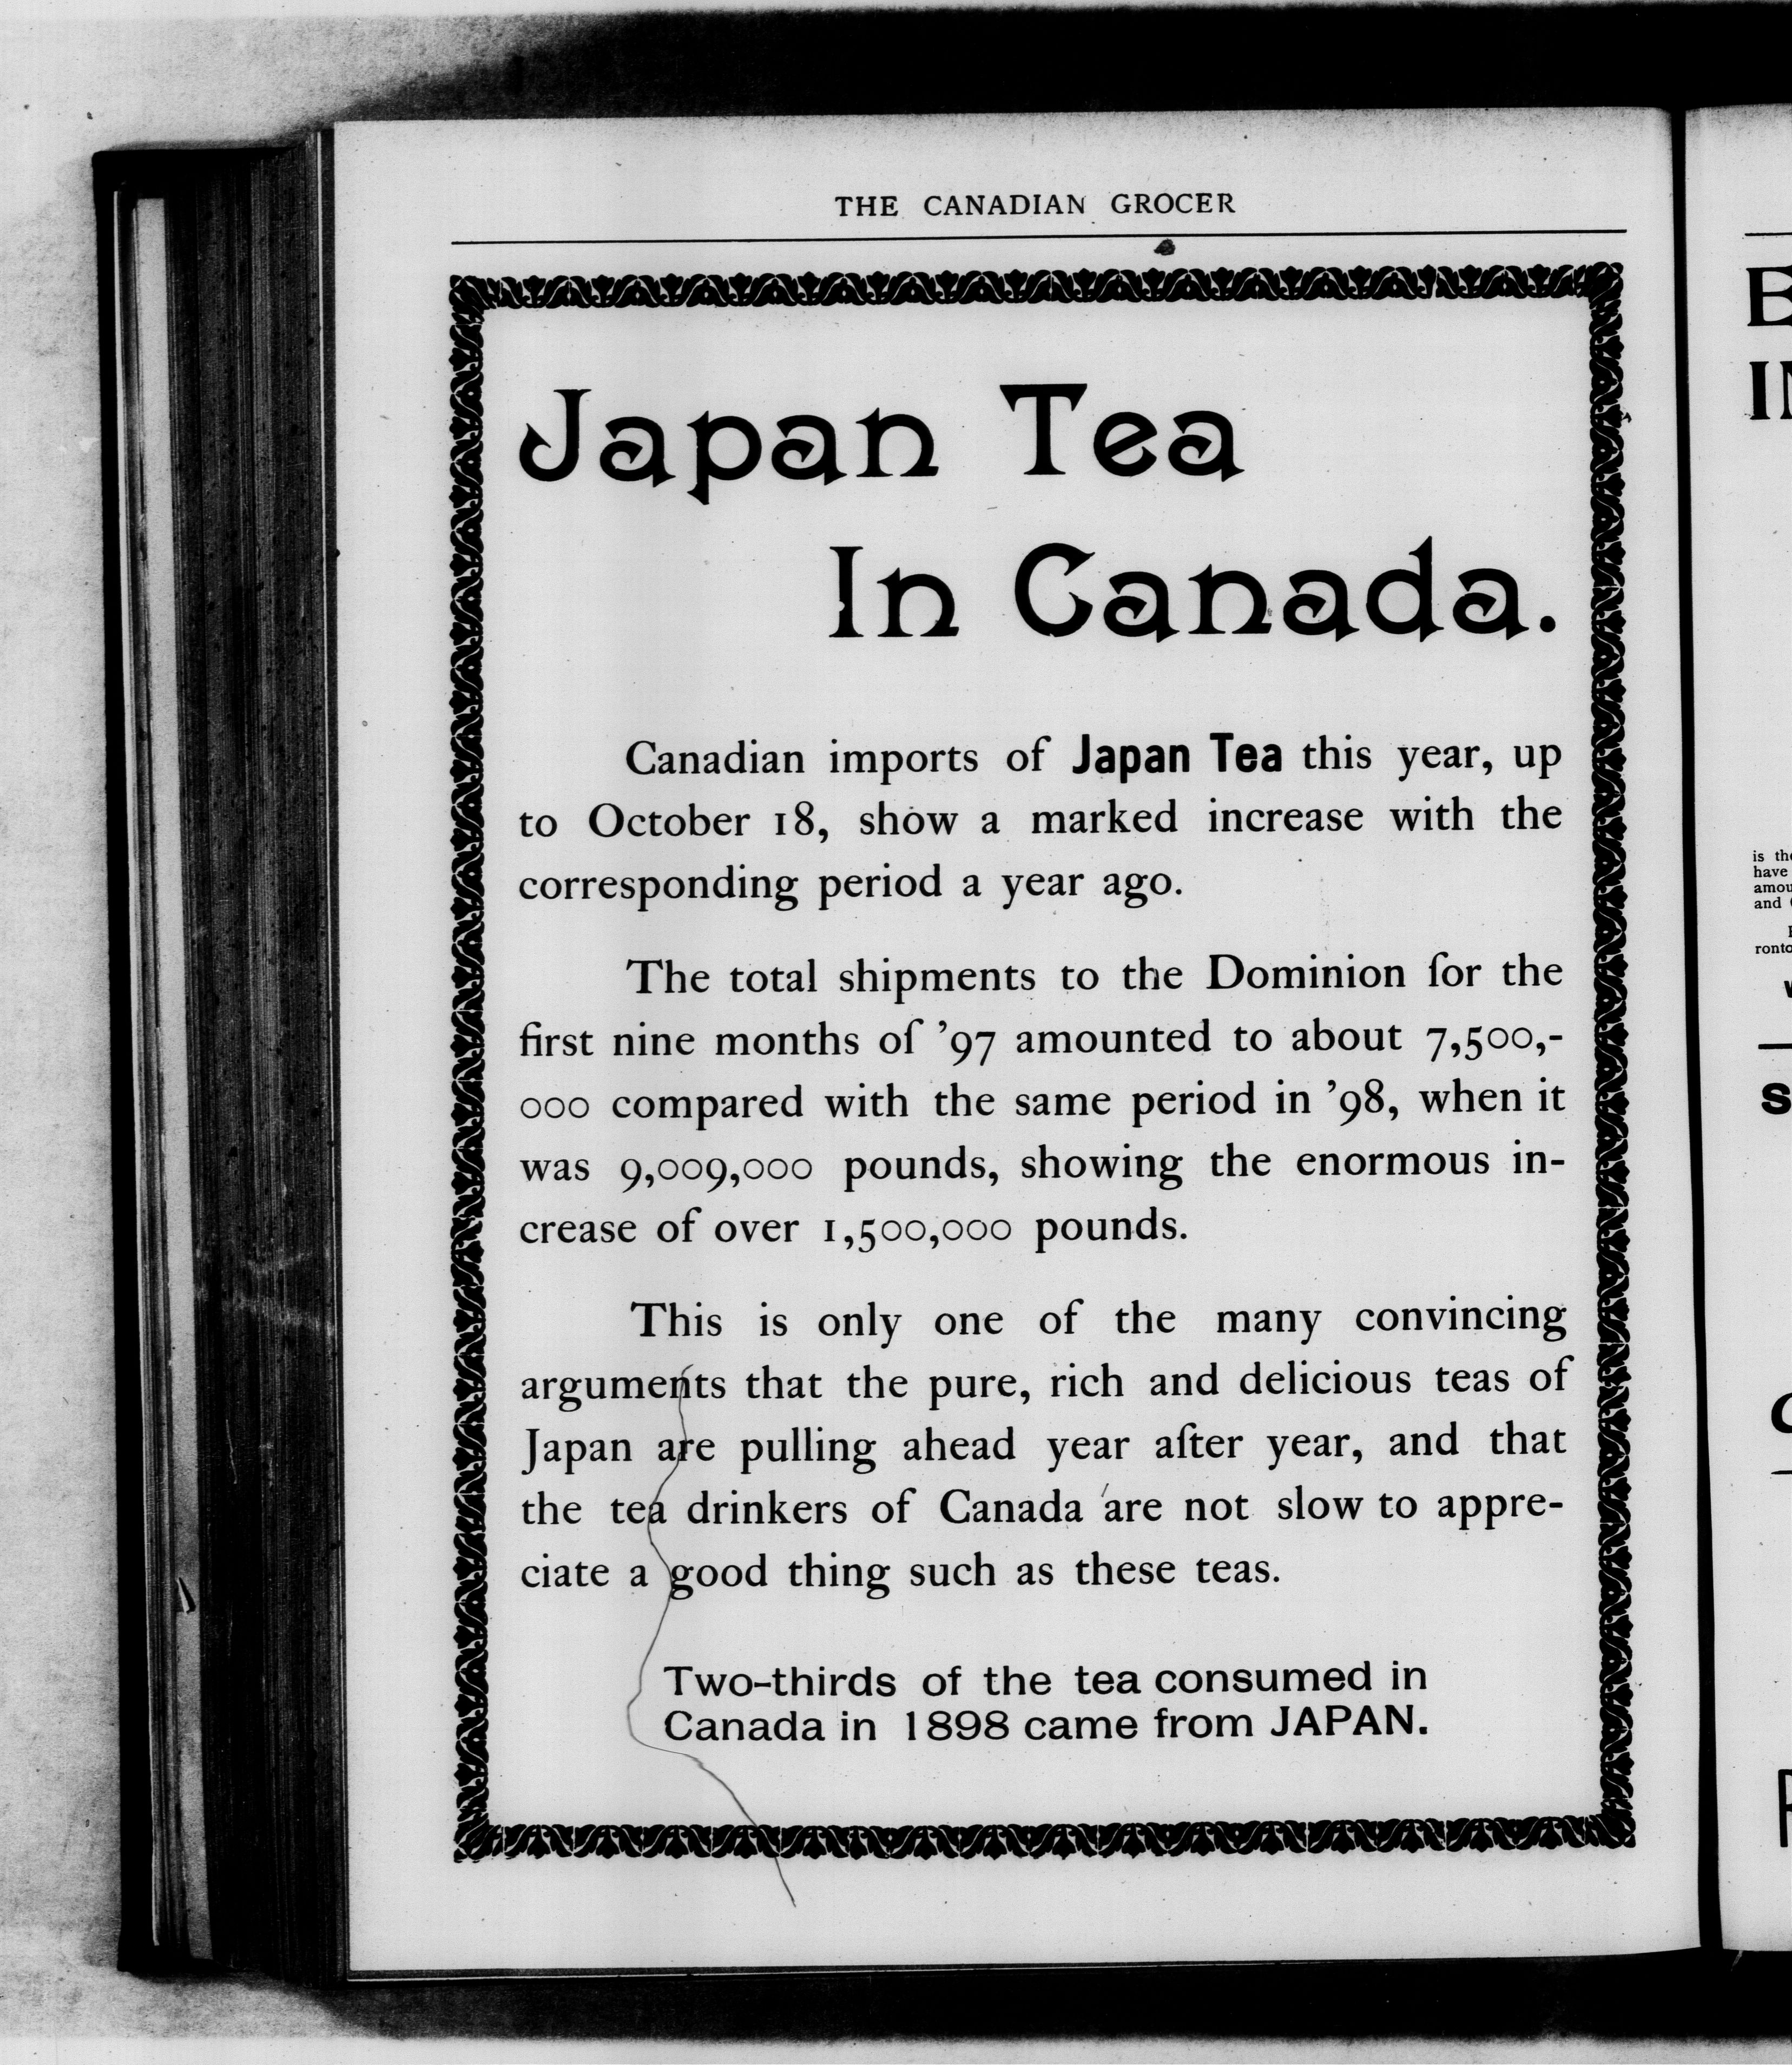 THE CANADIAN GROCER
Japan Tea
In Canada.
Canadian imports of Japan Tea this year, up
to October 18, show a marked increase with the
corresponding period a year ago.
The total shipments to the Dominion for the
first nine months of ’97 amounted to about 7,500,-
000 compared with the same period in ’98, when it
was 9,009,000 pounds, showing the enormous in-
crease of over 1,500,000 pounds.
This is only one of the many convincing
arguments that the pure, rich and delicious teas of
Japan are pulling ahead year after year, and that
the tea drinkers of Canada are not slow to appre-
ciate a good thing such as these teas.
Two-thirds of the tea consumed in
Canada in 1898 came from JAPAN.
is
have
and